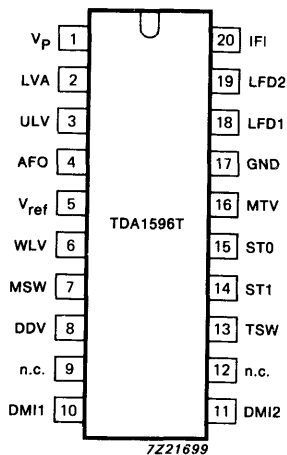 VP 1 20 IFI
LVA 2 19 LFD2
ULV 3 18 LFD1
AFO 4 17 GND
Vref 5 16 MTV
TDA1596T
WLV 6 15 ST0
MSW 7 14 ST1
DDV 8 13 TSW
n.c. 9 12 n.c.
DMI1 10 11 DMI2
7Z21699